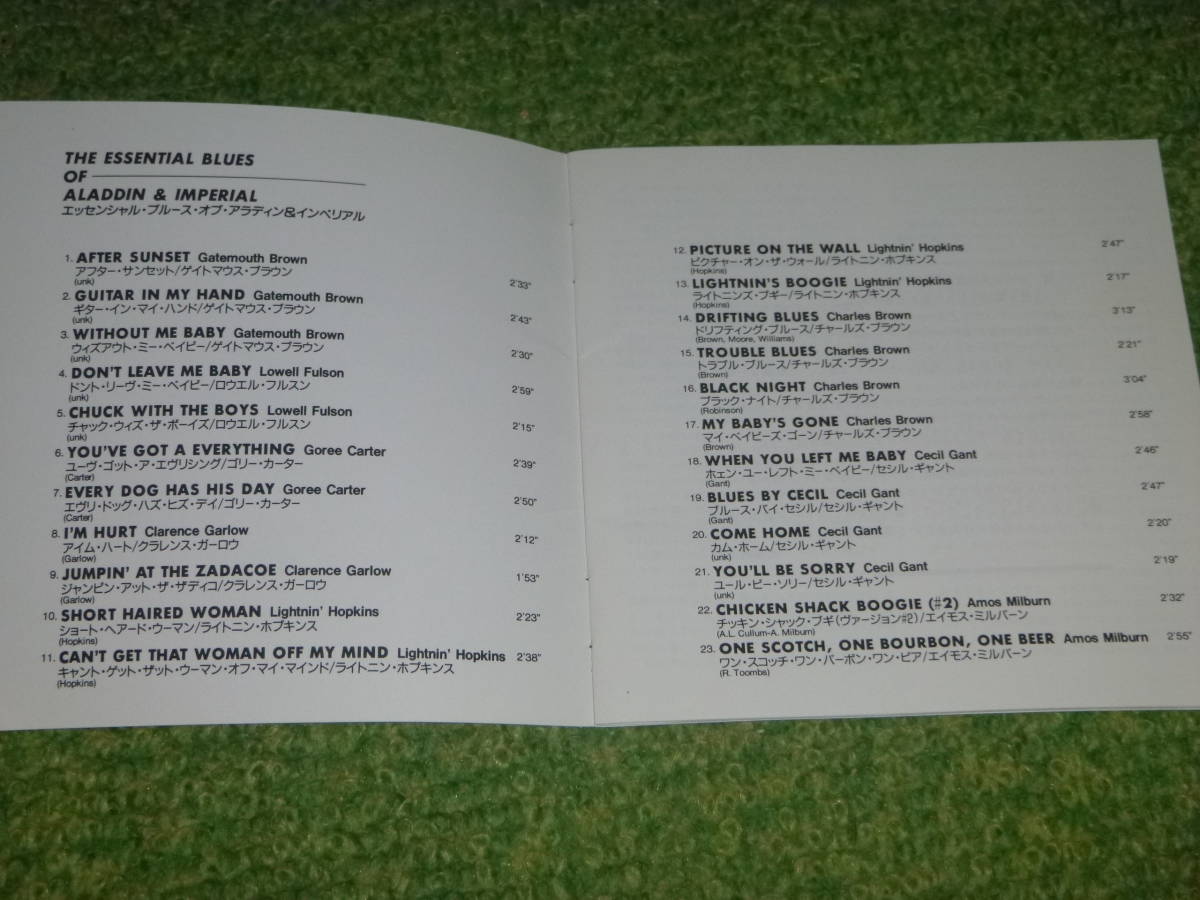 THE ESSENTIAL BLUES
OF
ALADDIN & IMPERIAL
エッセンシャル・ブルース・オブ・アラディン&インペリアル
1. AFTER SUNSET Gatemouth Brown
アフター・サンセット/ゲイトマウス・ブラウン
(unk) 2'33"
2. GUITAR IN MY HAND Gatemouth Brown
ギター・イン・マイ・ハンド/ゲイトマウス・ブラウン
(unk) 2'43"
3. WITHOUT ME BABY Gatemouth Brown
ウィズアウト・ミー・ベイビー/ゲイトマウス・ブラウン
(unk) 2'30"
4. DON'T LEAVE ME BABY Lowell Fulson
ドント・リーヴ・ミー・ベイビー/ロウエル・フルスン
(unk) 2'59"
5. CHUCK WITH THE BOYS Lowell Fulson
チャック・ウィズ・ザ・ボーイズ/ロウエル・フルスン
(unk) 2'15"
6. YOU'VE GOT A EVERYTHING Goree Carter
ユーヴ・ゴット・ア・エヴリシング/ゴリー・カーター
(Carter) 2'39"
7. EVERY DOG HAS HIS DAY Goree Carter
エヴリ・ドッグ・ハズ・ヒズ・デイ/ゴリー・カーター
(Carter) 2'50"
8. I'M HURT Clarence Garlow
アイム・ハート/クラレンス・ガーロウ
(Garlow) 2'12"
9. JUMPIN' AT THE ZADACOE Clarence Garlow
ジャンピン・アット・ザ・ザディコ/クラレンス・ガーロウ
(Garlow) 1'53"
10. SHORT HAIRED WOMAN Lightnin' Hopkins
ショート・ヘアード・ウーマン/ライトニン・ホプキンス
(Hopkins) 2'23"
11. CAN'T GET THAT WOMAN OFF MY MIND Lightnin' Hopkins 2'38"
キャント・ゲット・ザット・ウーマン・オフ・マイ・マインド/ライトニン・ホプキンス
(Hopkins)
12. PICTURE ON THE WALL Lightnin' Hopkins 2'47"
ピクチャー・オン・ザ・ウォール/ライトニン・ホプキンス
(Hopkins)
13. LIGHTNIN'S BOOGIE Lightnin' Hopkins 2'17"
ライトニンズ・ブギー/ライトニン・ホプキンス
(Hopkins)
14. DRIFTING BLUES Charles Brown 3'13"
ドリフティング・ブルース/チャールズ・ブラウン
(Brown, Moore, Williams)
15. TROUBLE BLUES Charles Brown 2'21"
トラブル・ブルース/チャールズ・ブラウン
(Brown)
16. BLACK NIGHT Charles Brown 3'04"
ブラック・ナイト/チャールズ・ブラウン
(Robinson)
17. MY BABY'S GONE Charles Brown 2'58"
マイ・ベイビーズ・ゴーン/チャールズ・ブラウン
(Brown)
18. WHEN YOU LEFT ME BABY Cecil Gant 2'46"
ホェン・ユー・レフト・ミー・ベイビー/セシル・ギャント
(Gant)
19. BLUES BY CECIL Cecil Gant 2'47"
ブルース・バイ・セシル/セシル・ギャント
(Gant)
20. COME HOME Cecil Gant 2'20"
カム・ホーム/セシル・ギャント
(unk)
21. YOU'LL BE SORRY Cecil Gant 2'19"
ユール・ビー・ソリー/セシル・ギャント
(unk)
22. CHICKEN SHACK BOOGIE (#2) Amos Milburn 2'32"
チッキン・シャック・ブギ(ヴァージョン#2)/エイモス・ミルバーン
(A.L. Cullum-A. Milburn)
23. ONE SCOTCH, ONE BOURBON, ONE BEER Amos Milburn 2'55"
ワン・スコッチ・ワン・バーボン・ワン・ビア/エイモス・ミルバーン
(R. Toombs)